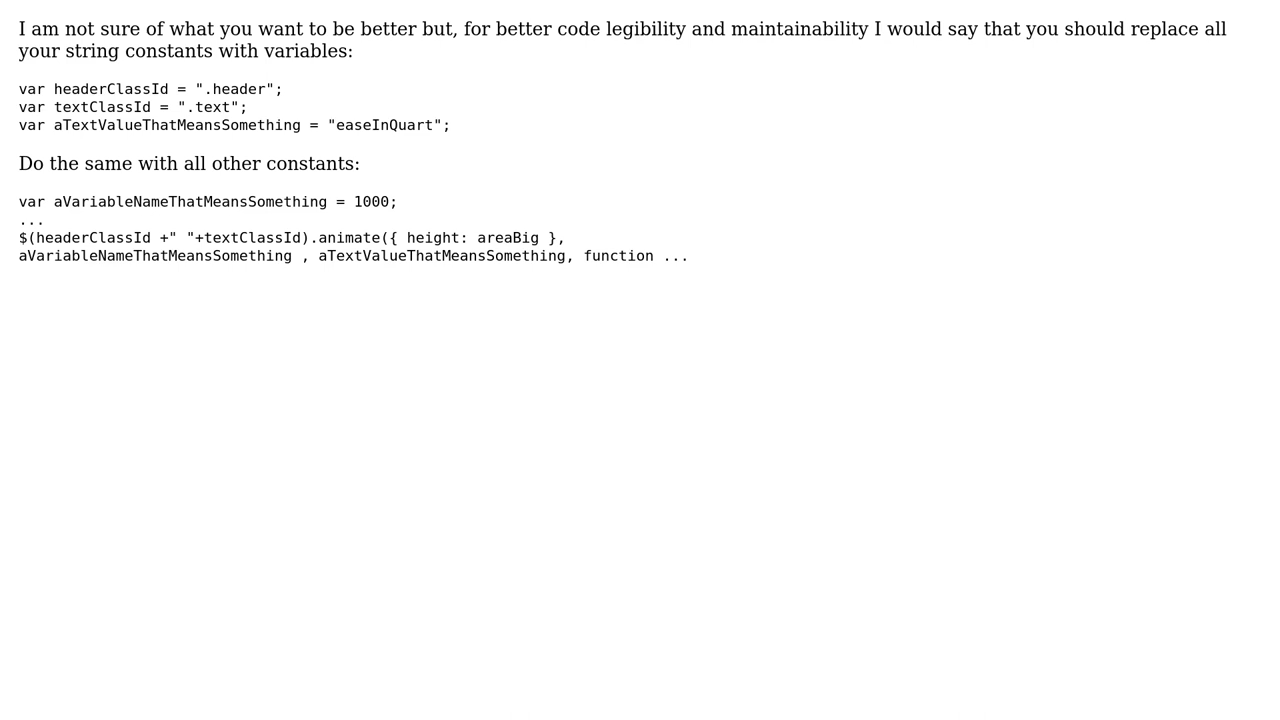 I am not sure of what you want to be better but, for better code legibility and maintainability I would say that you should replace all
your string constants with variables:
var headerClassId = ".header";
var textClassId = ".text";
var aTextValueThatMeansSomething = "easeInQuart";
Do the same with all other constants:
var aVariableNameThatMeansSomething = 1000;
...
$(headerClassId +" "+textClassId).animate({ height: areaBig },
aVariableNameThatMeansSomething , aTextValueThatMeansSomething, function ...